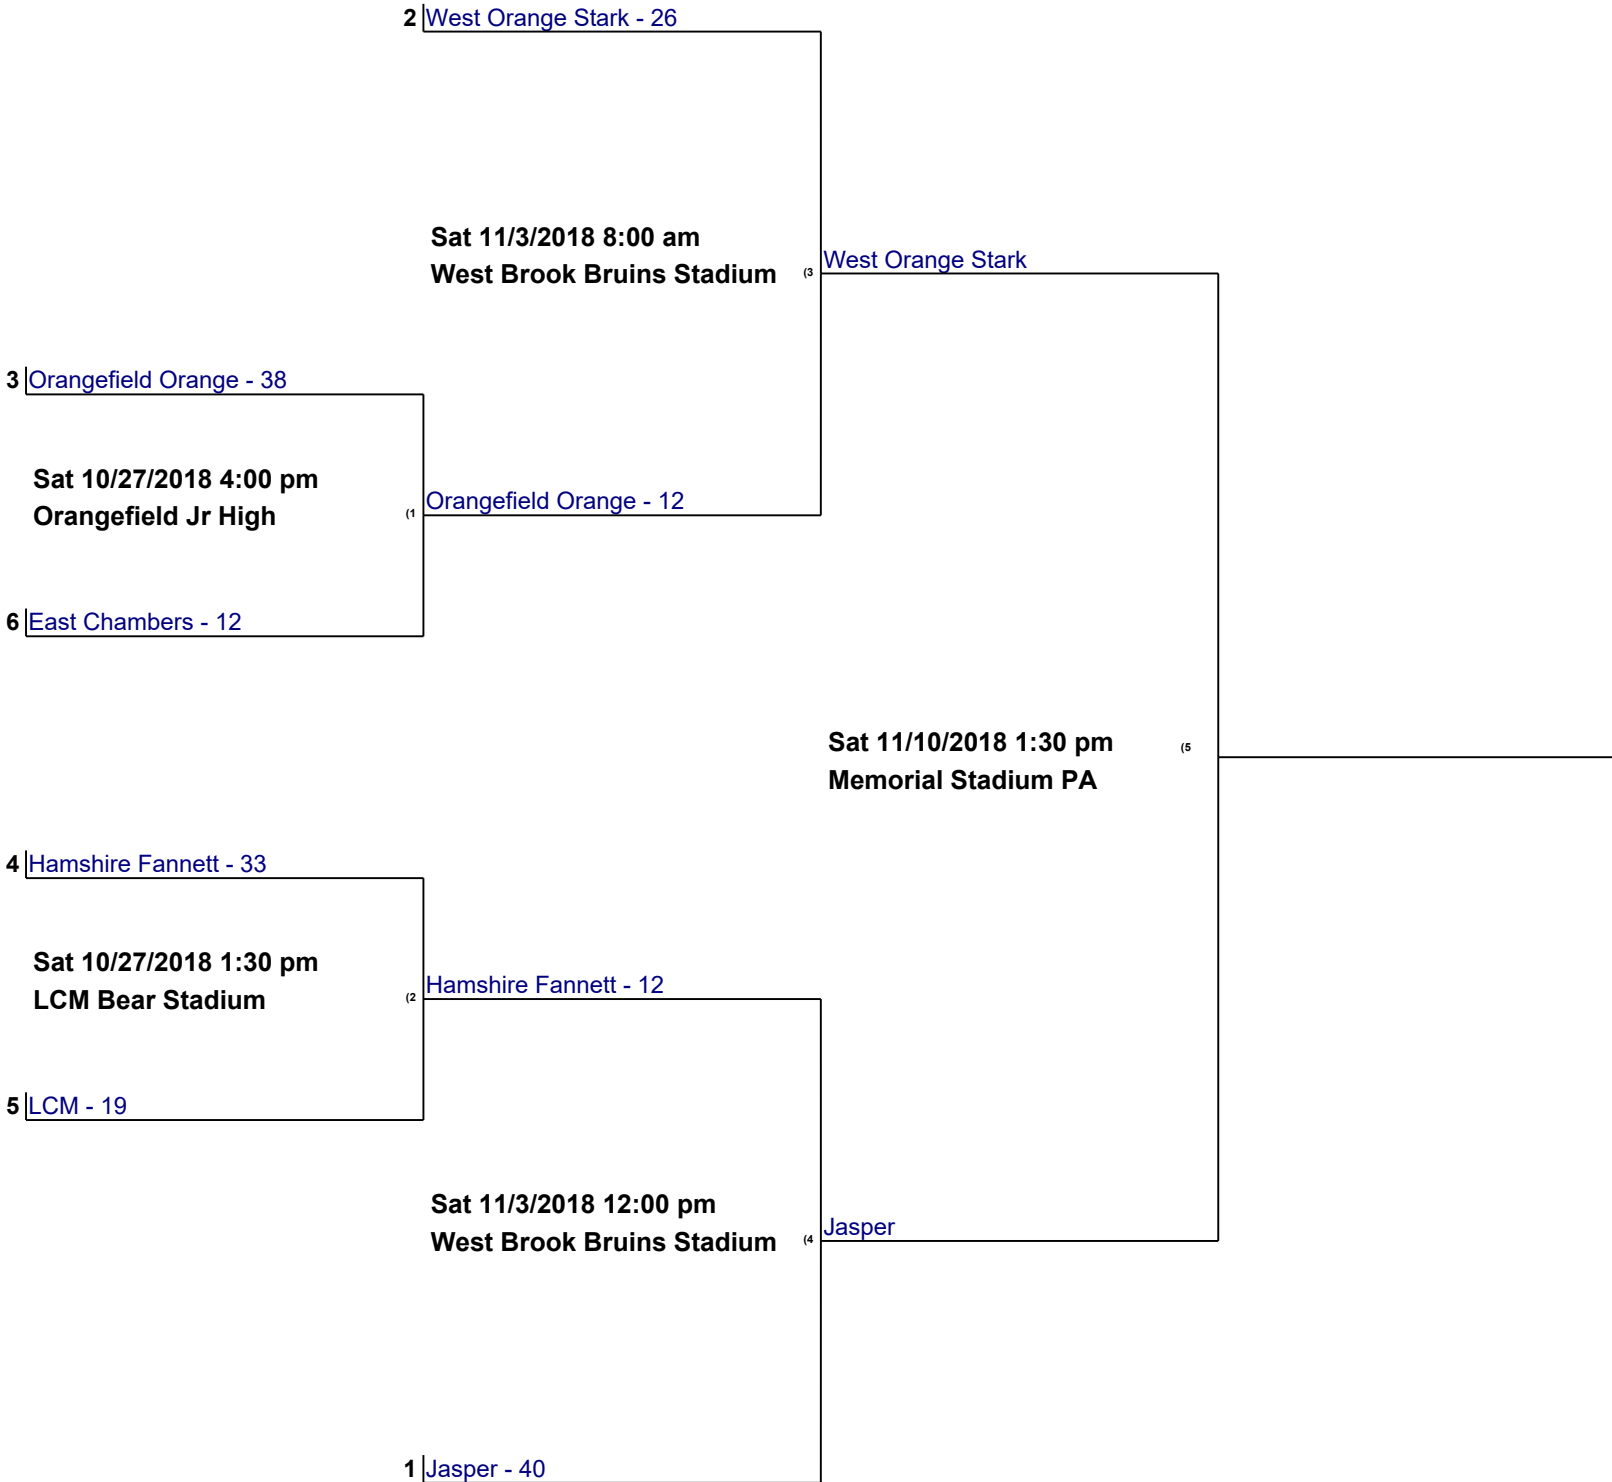 2 West Orange Stark - 26
Sat 11/3/2018 8:00 am
West Brook Bruins Stadium (3
West Orange Stark
3 Orangefield Orange - 38
Sat 10/27/2018 4:00 pm
Orangefield Jr High (1
Orangefield Orange - 12
6 East Chambers - 12
Sat 11/10/2018 1:30 pm (5
Memorial Stadium PA
4 Hamshire Fannett - 33
Sat 10/27/2018 1:30 pm
LCM Bear Stadium (2
Hamshire Fannett - 12
5 LCM - 19
Sat 11/3/2018 12:00 pm
West Brook Bruins Stadium (4
Jasper
1 Jasper - 40